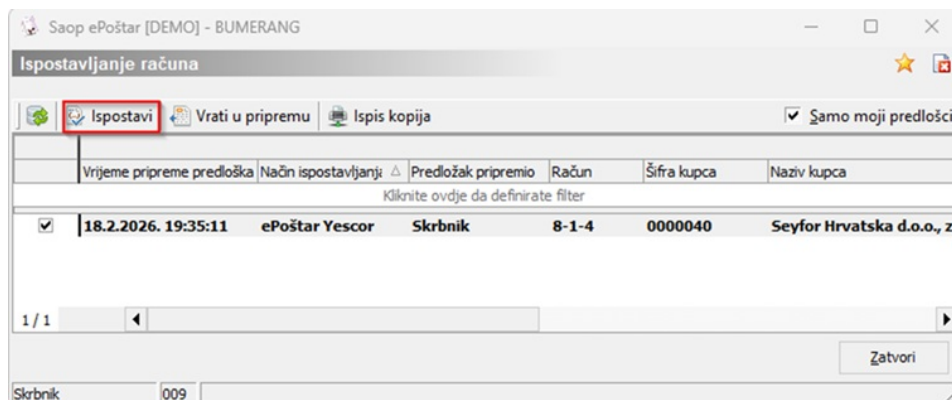 Saop ePoštar [DEMO] - BUMERANG
Ispostavljanje računa
Ispostavi Vrati u pripremu Ispis kopija Samo moji predlošci
Vrijeme pripreme predloška Način ispostavljanja Predložak pripremio Račun Šifra kupca Naziv kupca
Kliknite ovdje da definirate filter
18.2.2026. 19:35:11 ePoštar Yescor Skrbnik 8-1-4 0000040 Seyfor Hrvatska d.o.o., z
1 / 1
Zatvori
Skrbnik 009